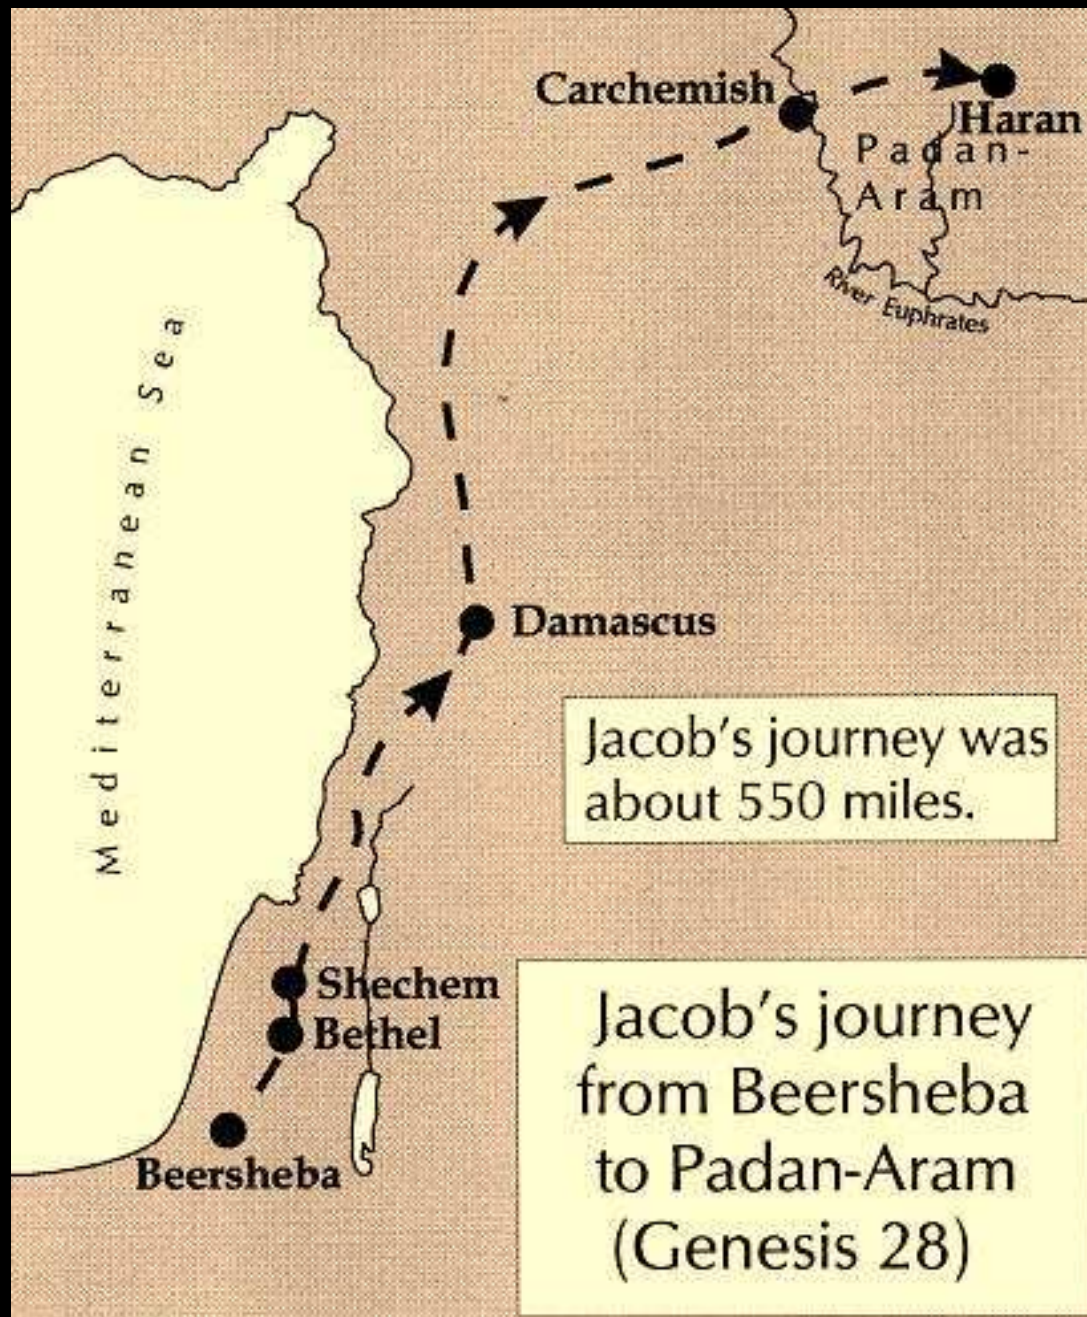 Carchemish
Haran
Padan-
Aram
River Euphrates
Mediterranean Sea
Damascus
Jacob's journey was
about 550 miles.
Shechem
Bethel
Beersheba
Jacob's journey
from Beersheba
to Padan-Aram
(Genesis 28)